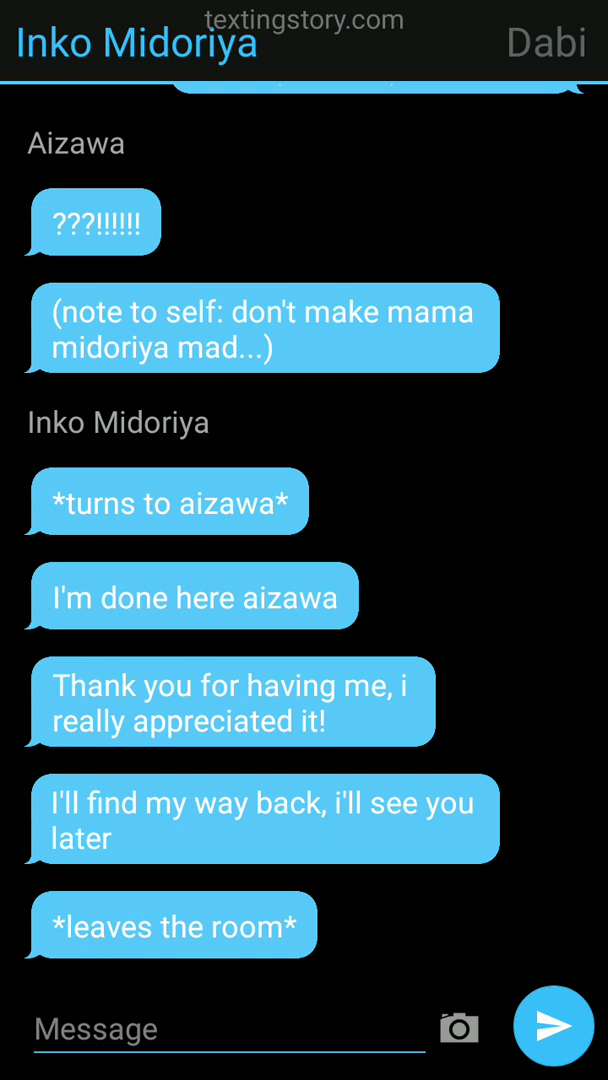 textingstory.com
Inko Midoriya Dabi
Aizawa
???!!!!!!
(note to self: don't make mama
midoriya mad...)
Inko Midoriya
*turns to aizawa*
I'm done here aizawa
Thank you for having me, i
really appreciated it!
I'll find my way back, i'll see you
later
*leaves the room*
Message